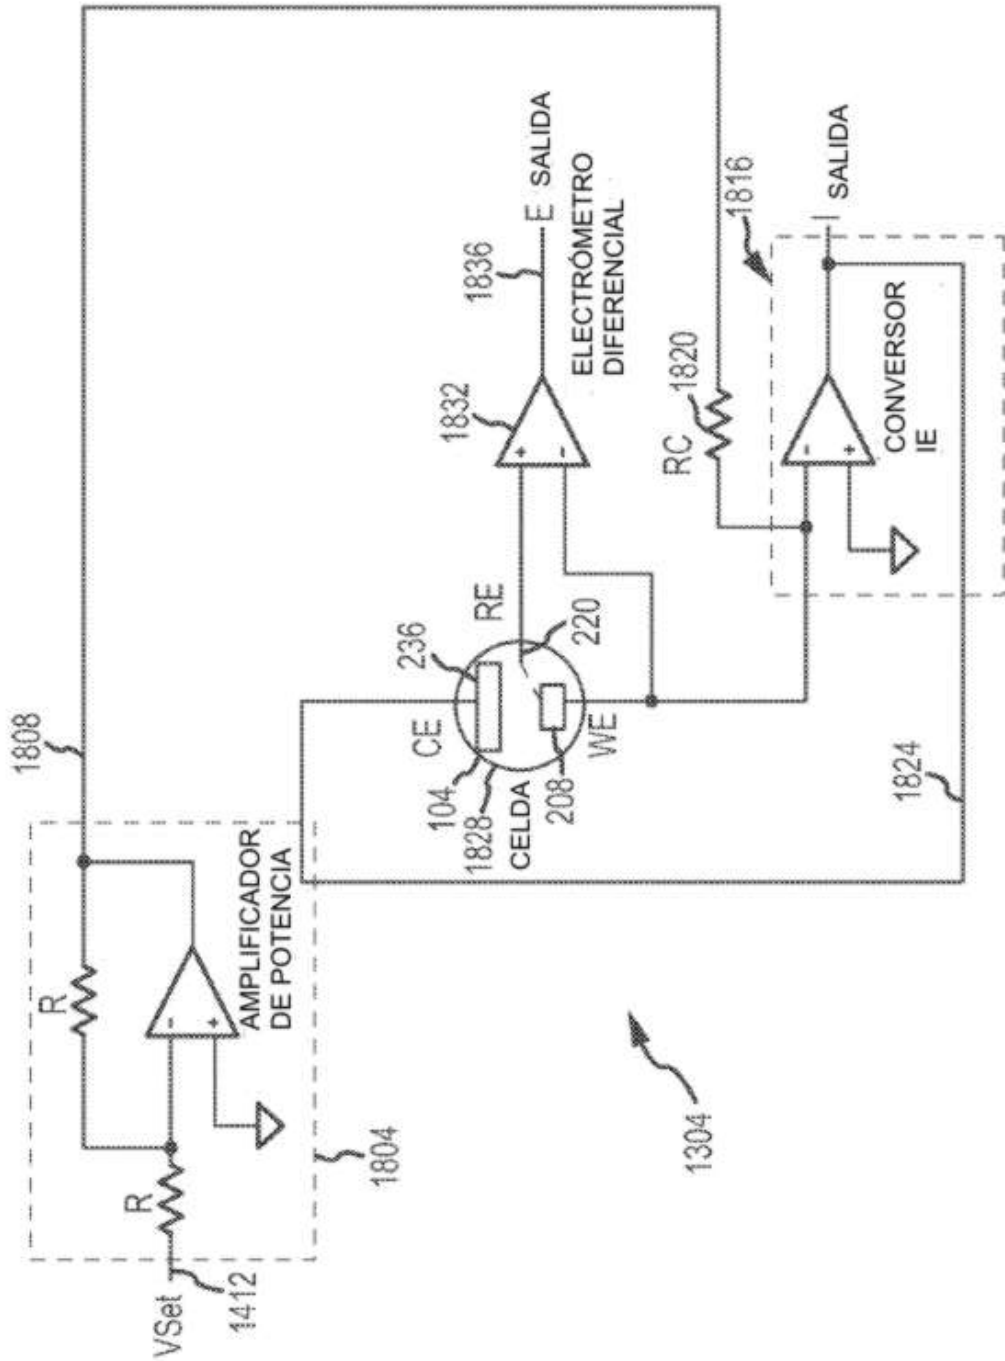 1808
R
R
AMPLIFICADOR
DE POTENCIA
-
+
VSet
1412
1804
CE
236
104
1828
CELDA
208
WE
RE
220
1832
+
-
1836
E SALIDA
ELECTRÓMETRO
DIFERENCIAL
RC
1820
1816
-
+
CONVERSOR
IE
I SALIDA
1824
1304